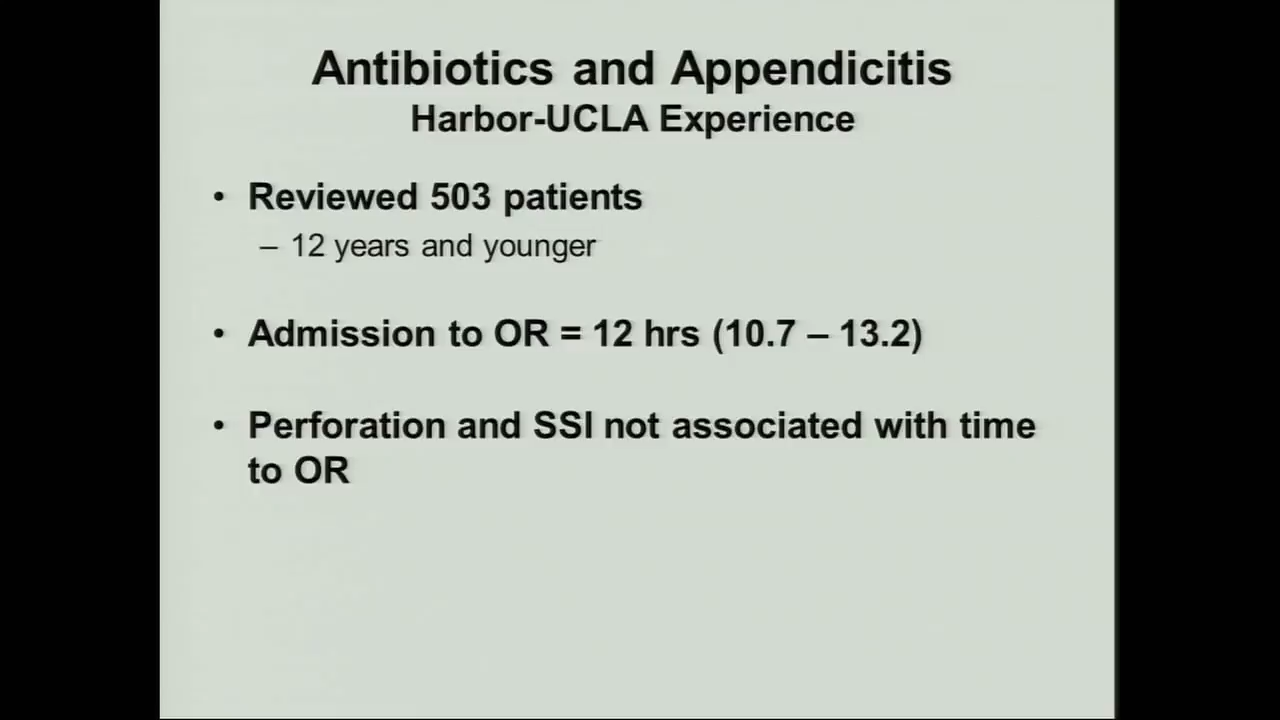 Antibiotics and Appendicitis
Harbor-UCLA Experience
• Reviewed 503 patients
– 12 years and younger
• Admission to OR = 12 hrs (10.7 – 13.2)
• Perforation and SSI not associated with time
to OR